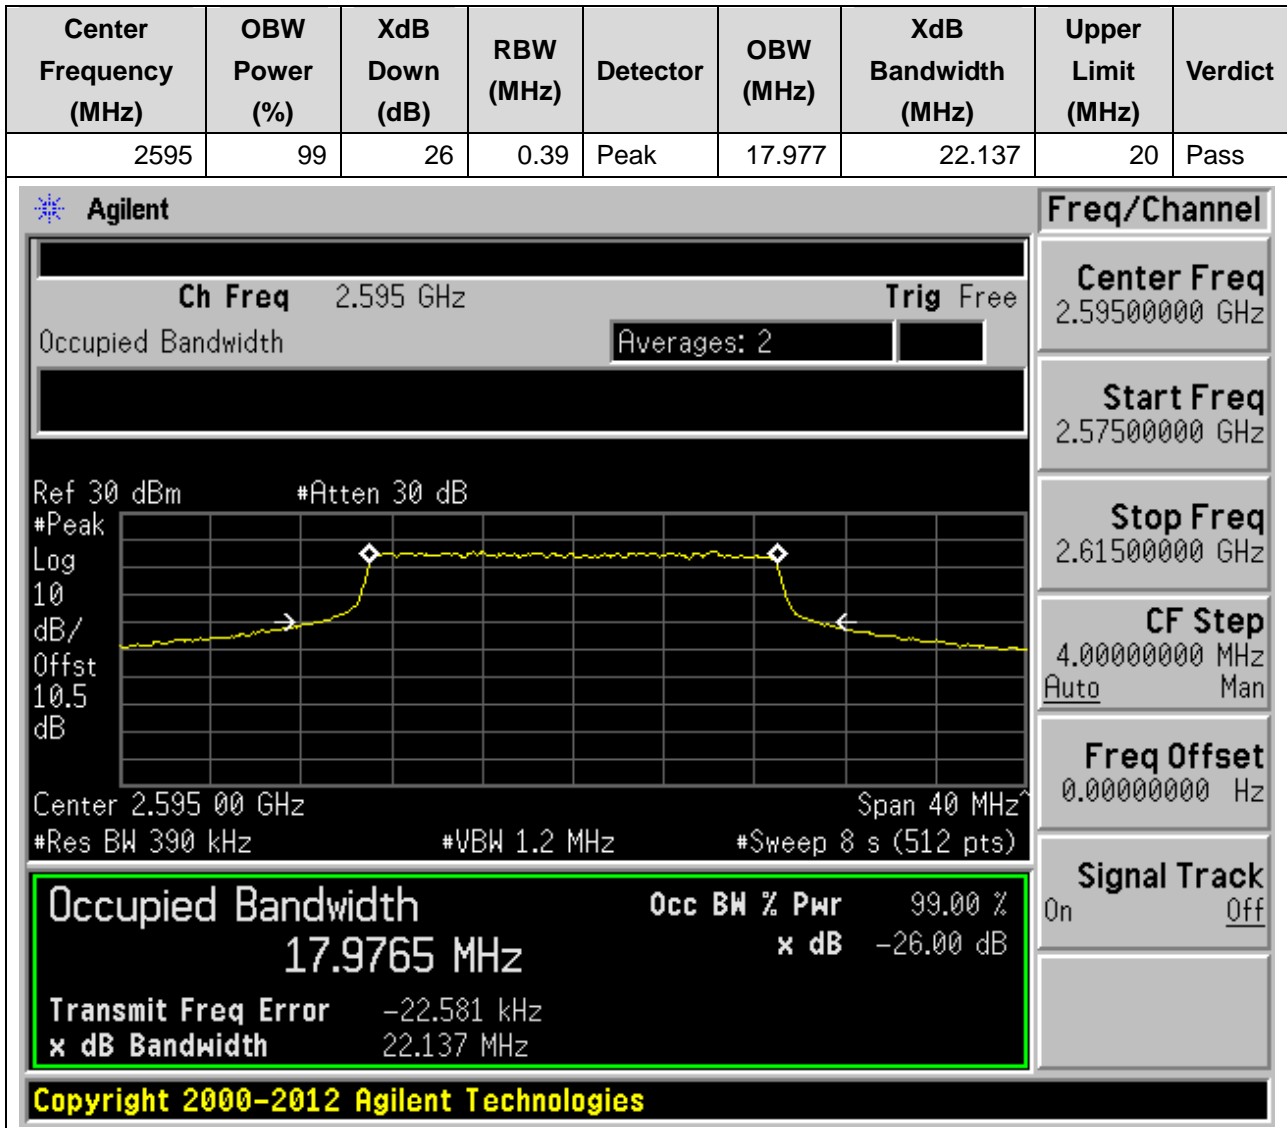 Center Frequency (MHz) OBW Power (%) XdB Down (dB) RBW (MHz) Detector OBW (MHz) XdB Bandwidth (MHz) Upper Limit (MHz) Verdict
2595 99 26 0.39 Peak 17.977 22.137 20 Pass
Agilent
Freq/Channel
Ch Freq 2.595 GHz Trig Free
Occupied Bandwidth Averages: 2
Center Freq
2.59500000 GHz
Start Freq
2.57500000 GHz
Stop Freq
2.61500000 GHz
CF Step
4.00000000 MHz
Auto Man
Freq Offset
0.00000000 Hz
Signal Track
On Off
Ref 30 dBm #Atten 30 dB
#Peak
Log
10
dB/
Offst
10.5
dB
Center 2.595 00 GHz Span 40 MHz^
#Res BW 390 kHz #VBW 1.2 MHz #Sweep 8 s (512 pts)
Occupied Bandwidth Occ BW % Pwr 99.00 %
17.9765 MHz x dB -26.00 dB
Transmit Freq Error -22.581 kHz
x dB Bandwidth 22.137 MHz
Copyright 2000-2012 Agilent Technologies